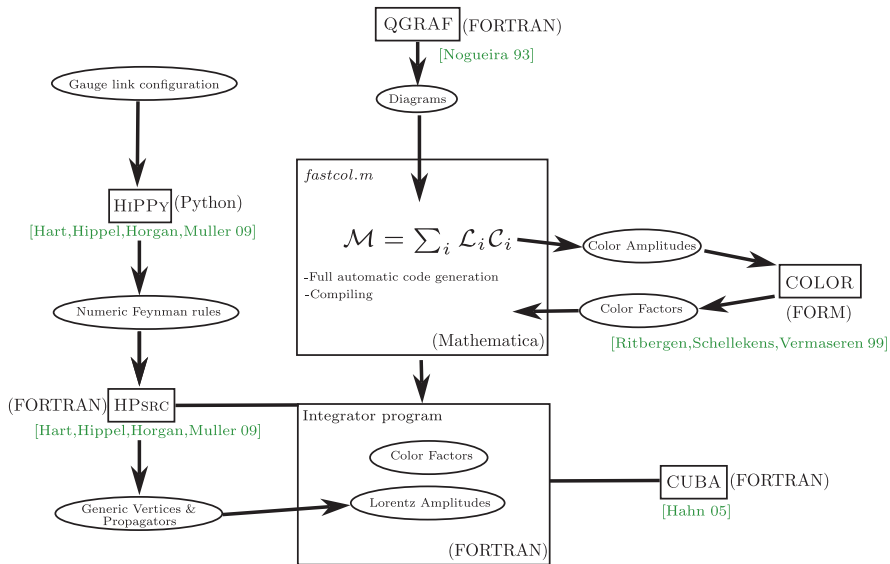 QGRAF (FORTRAN)
[Nogueira 93]
Gauge link configuration
Diagrams
fastcol.m
HiPPy (Python)
[Hart,Hippel,Horgan,Muller 09]
ℳ = ∑ᵢ ℒᵢ𝒞ᵢ
Color Amplitudes
-Full automatic code generation
-Compiling
COLOR
(FORM)
Numeric Feynman rules
Color Factors
(Mathematica)
[Ritbergen,Schellekens,Vermaseren 99]
(FORTRAN) HPsrc
[Hart,Hippel,Horgan,Muller 09]
Integrator program
Color Factors
CUBA (FORTRAN)
[Hahn 05]
Generic Vertices &
Propagators
Lorentz Amplitudes
(FORTRAN)